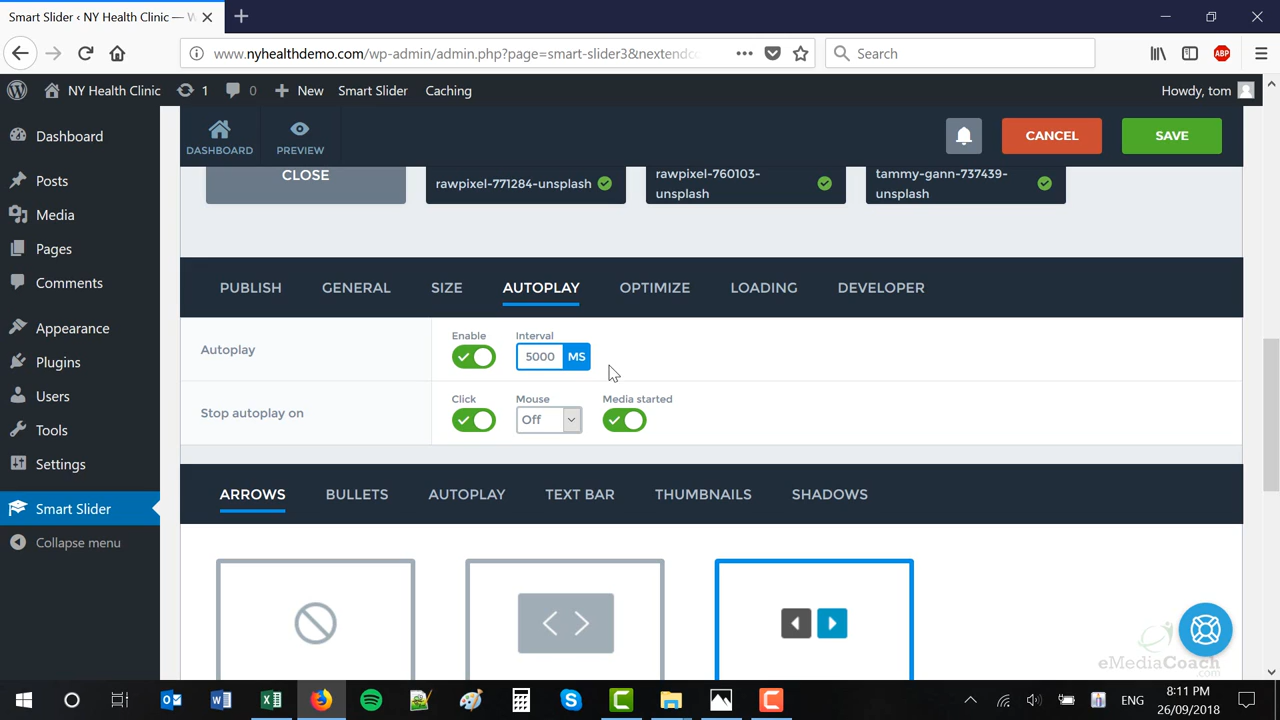 Smart Slider ‹ NY Health Clinic — W
www.nyhealthdemo.com/wp-admin/admin.php?page=smart-slider3&nextendco
Search
ABP
NY Health Clinic
1
0
New
Smart Slider
Caching
Howdy, tom
Dashboard
Posts
Media
Pages
Comments
Appearance
Plugins
Users
Tools
Settings
Smart Slider
Collapse menu
DASHBOARD
PREVIEW
CANCEL
SAVE
CLOSE
rawpixel-771284-unsplash
rawpixel-760103-
unsplash
tammy-gann-737439-
unsplash
PUBLISH
GENERAL
SIZE
AUTOPLAY
OPTIMIZE
LOADING
DEVELOPER
Autoplay
Enable
Interval
5000
MS
Stop autoplay on
Click
Mouse
Off
Media started
ARROWS
BULLETS
AUTOPLAY
TEXT BAR
THUMBNAILS
SHADOWS
eMediaCoach
.com
ENG
8:11 PM
26/09/2018